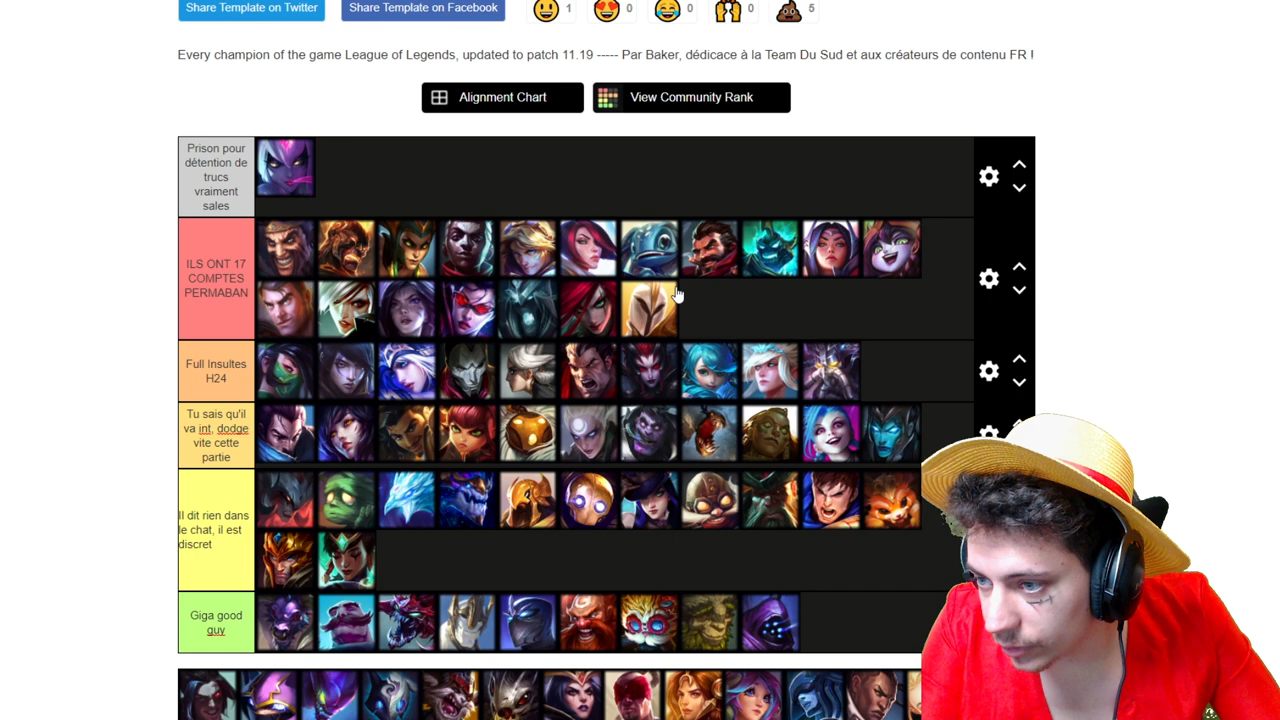 Share Template on Twitter
Share Template on Facebook
1
0
0
0
5
Every champion of the game League of Legends, updated to patch 11.19 ----- Par Baker, dédicace à la Team Du Sud et aux créateurs de contenu FR !
Alignment Chart
View Community Rank
Prison pour
détention de
trucs
vraiment
sales
ILS ONT 17
COMPTES
PERMABAN
Full Insultes
H24
Tu sais qu'il
va int, dodge
vite cette
partie
Il dit rien dans
le chat, il est
discret
Giga good
guy